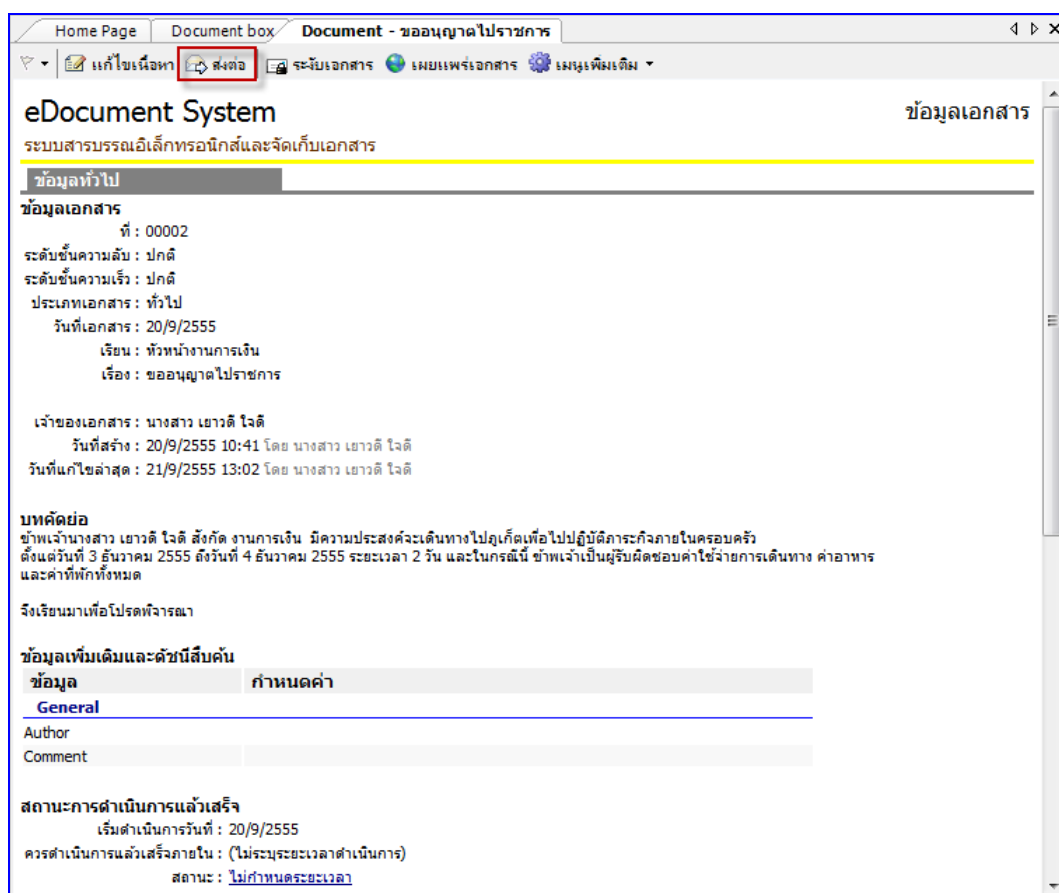 Home Page Document box Document - ขออนุญาตไปราชการ
แก้ไขเนื้อหา ส่งต่อ ระงับเอกสาร เผยแพร่เอกสาร เมนูเพิ่มเติม
eDocument System ข้อมูลเอกสาร
ระบบสารบรรณอิเล็กทรอนิกส์และจัดเก็บเอกสาร
ข้อมูลทั่วไป
ข้อมูลเอกสาร
ที่ : 00002
ระดับชั้นความลับ : ปกติ
ระดับชั้นความเร็ว : ปกติ
ประเภทเอกสาร : ทั่วไป
วันที่เอกสาร : 20/9/2555
เรียน : หัวหน้างานการเงิน
เรื่อง : ขออนุญาตไปราชการ
เจ้าของเอกสาร : นางสาว เยาวดี ใจดี
วันที่สร้าง : 20/9/2555 10:41 โดย นางสาว เยาวดี ใจดี
วันที่แก้ไขล่าสุด : 21/9/2555 13:02 โดย นางสาว เยาวดี ใจดี
บทคัดย่อ
ข้าพเจ้านางสาว เยาวดี ใจดี สังกัด งานการเงิน มีความประสงค์จะเดินทางไปภูเก็ตเพื่อไปปฏิบัติภาระกิจภายในครอบครัว
ตั้งแต่วันที่ 3 ธันวาคม 2555 ถึงวันที่ 4 ธันวาคม 2555 ระยะเวลา 2 วัน และในกรณีนี้ ข้าพเจ้าเป็นผู้รับผิดชอบค่าใช้จ่ายการเดินทาง ค่าอาหาร
และค่าที่พักทั้งหมด
จึงเรียนมาเพื่อโปรดพิจารณา
ข้อมูลเพิ่มเติมและดัชนีสืบค้น
ข้อมูล กำหนดค่า
General
Author
Comment
สถานะการดำเนินการแล้วเสร็จ
เริ่มดำเนินการวันที่ : 20/9/2555
ควรดำเนินการแล้วเสร็จภายใน : (ไม่ระบุระยะเวลาดำเนินการ)
สถานะ : ไม่กำหนดระยะเวลา